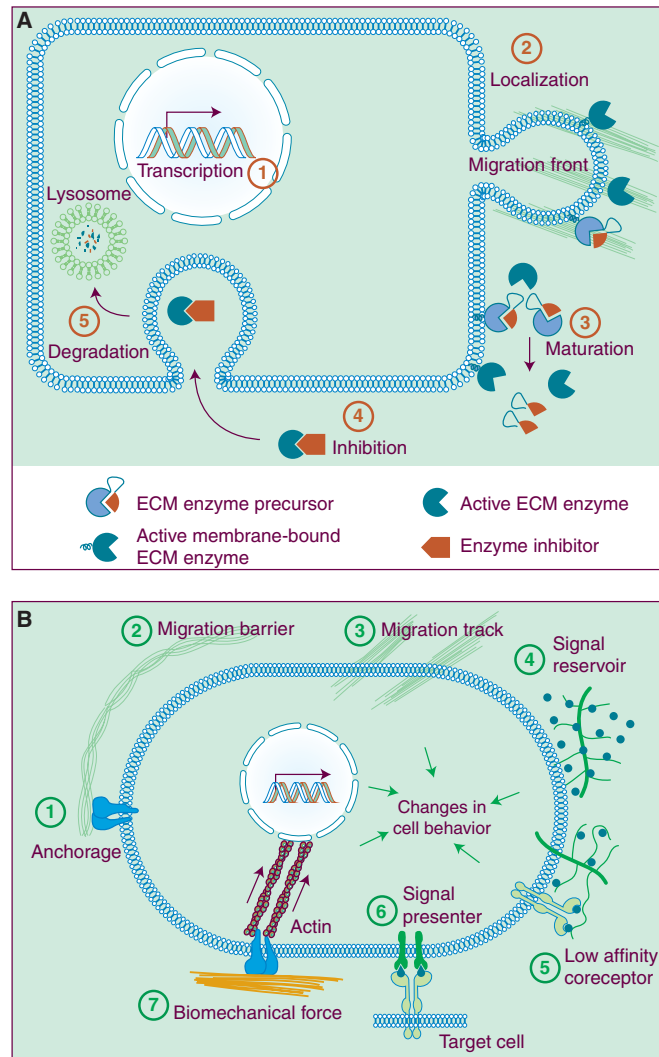 A
2
Localization
Migration front
Transcription 1
Lysosome
5
Degradation
3
Maturation
4
Inhibition
ECM enzyme precursor
Active ECM enzyme
Active membrane-bound
ECM enzyme
Enzyme inhibitor
B
2 Migration barrier
3 Migration track
4 Signal
reservoir
1
Anchorage
Changes in
cell behavior
Actin
6 Signal
presenter
5 Low affinity
coreceptor
7 Biomechanical force
Target cell